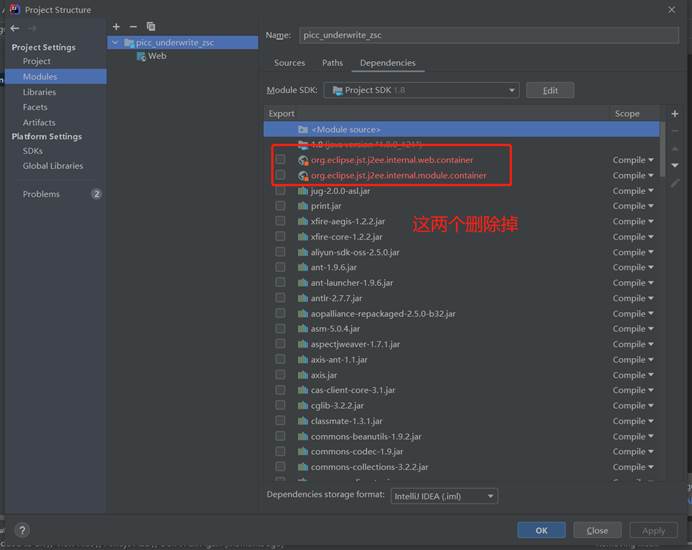 Project Structure
Name: picc_underwrite_zsc
Project Settings
Project
Modules
Libraries
Facets
Artifacts
Platform Settings
SDKs
Global Libraries
Problems 2
picc_underwrite_zsc
Web
Sources Paths Dependencies
Module SDK: Project SDK 1.8 Edit
Export Scope
<Module source>
1.8 (java version "1.8.0_121")
org.eclipse.jst.j2ee.internal.web.container Compile
org.eclipse.jst.j2ee.internal.module.container Compile
jug-2.0.0-asl.jar Compile
print.jar Compile
xfire-aegis-1.2.2.jar Compile
xfire-core-1.2.2.jar Compile
这两个删除掉
aliyun-sdk-oss-2.5.0.jar Compile
ant-1.9.6.jar Compile
ant-launcher-1.9.6.jar Compile
antlr-2.7.7.jar Compile
aopalliance-repackaged-2.5.0-b32.jar Compile
asm-5.0.4.jar Compile
aspectjweaver-1.7.1.jar Compile
axis-ant-1.1.jar Compile
axis.jar Compile
cas-client-core-3.1.jar Compile
cglib-3.2.2.jar Compile
classmate-1.3.1.jar Compile
commons-beanutils-1.9.2.jar Compile
commons-codec-1.9.jar Compile
commons-collections-3.2.2.jar Compile
Dependencies storage format: IntelliJ IDEA (.iml)
? OK Close Apply